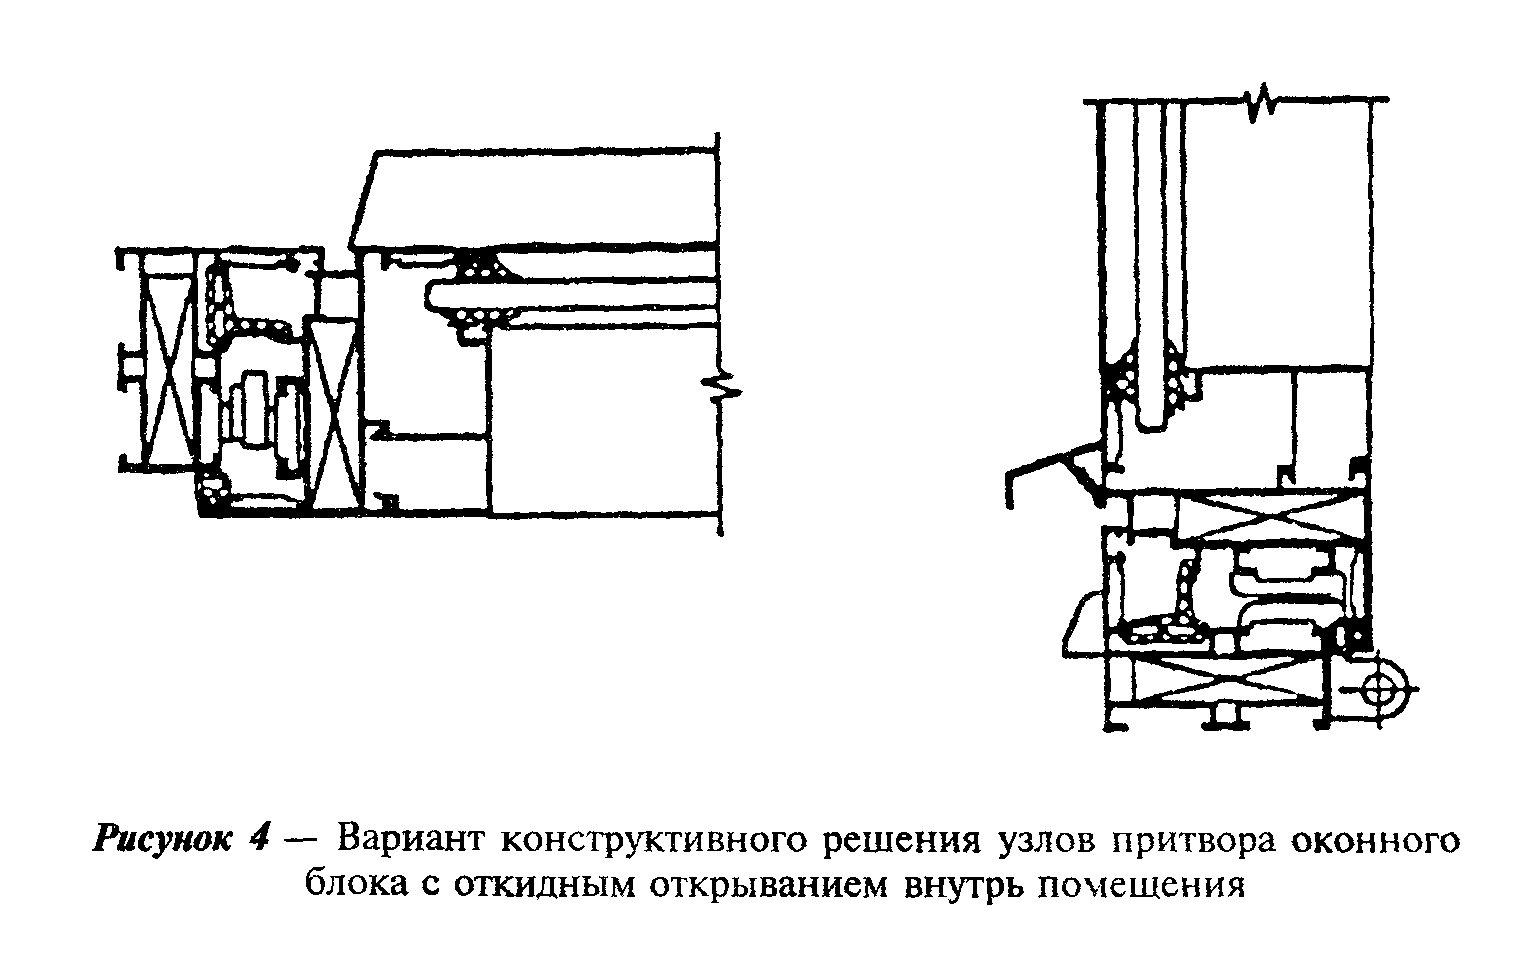 Рисунок 4 — Вариант конструктивного решения узлов притвора оконного
блока с откидным открыванием внутрь помещения